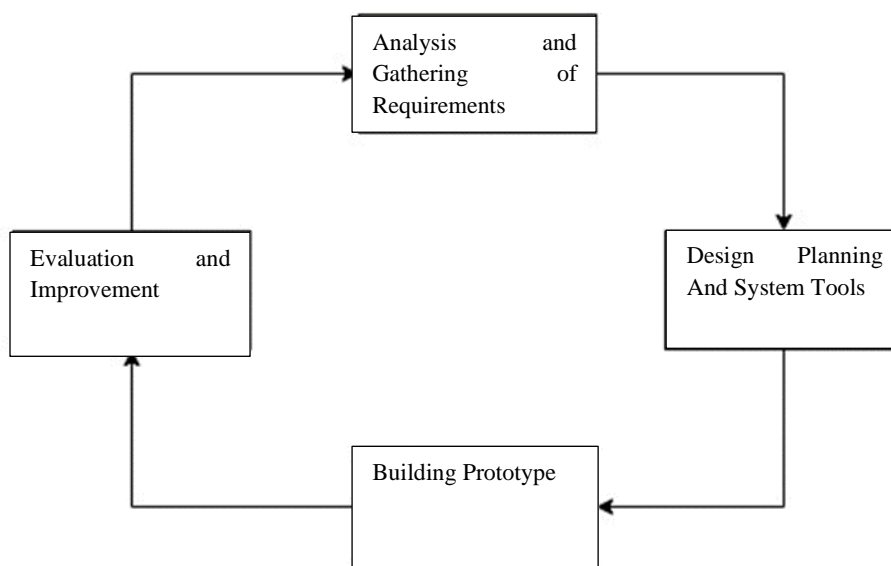 Analysis and
Gathering of
Requirements
Evaluation and
Improvement
Design Planning
And System Tools
Building Prototype